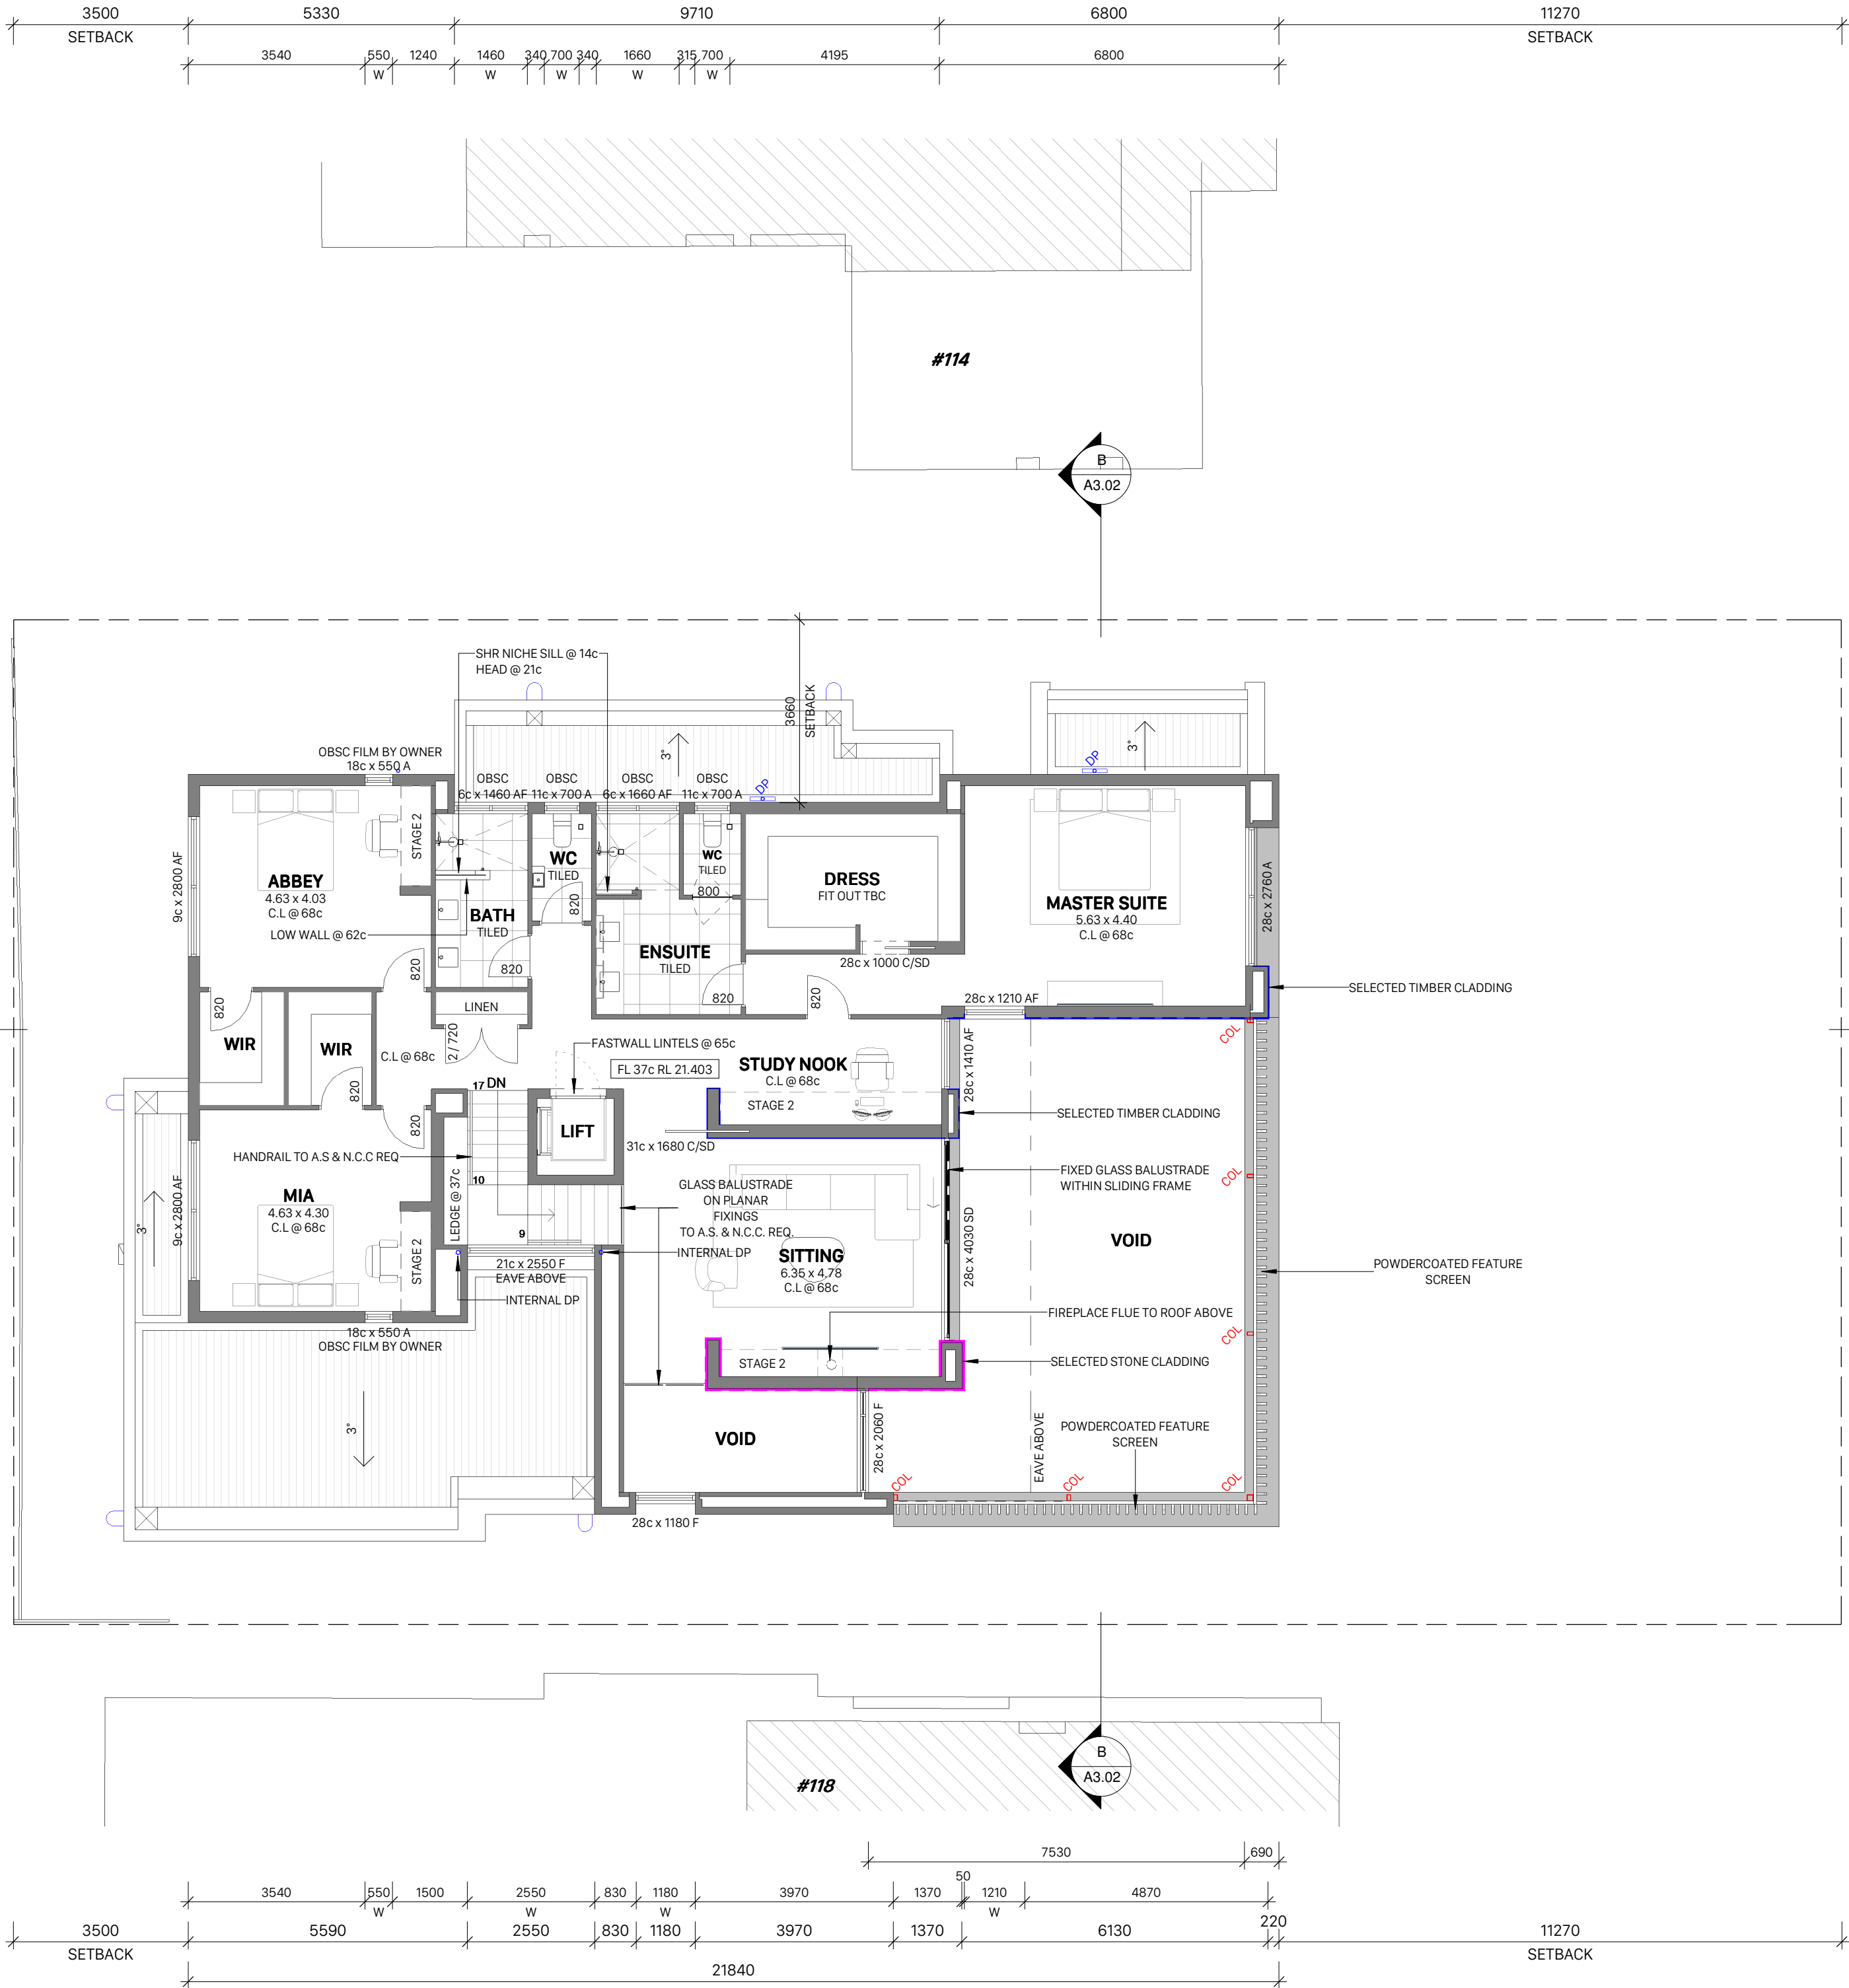 3500
5330
9710
6800
11270
SETBACK
SETBACK
3540
550
1240
1460
340
700
340
1660
315
700
4195
6800
W
W
W
W
W
#114
B
A3.02
SHR NICHE SILL @ 14c
HEAD @ 21c
3660
SETBACK
OBSC FILM BY OWNER
18c x 550 A
OBSC
6c x 1460 AF
OBSC
11c x 700 A
OBSC
6c x 1660 AF
OBSC
11c x 700 A
3°
3°
DP
DP
9c x 2800 AF
ABBEY
4.63 x 4.03
C.L @ 68c
STAGE 2
LOW WALL @ 62c
BATH
TILED
WC
TILED
820
WC
TILED
800
ENSUITE
TILED
DRESS
FIT OUT TBC
28c x 1000 C/SD
MASTER SUITE
5.63 x 4.40
C.L @ 68c
28c x 2760 A
SELECTED TIMBER CLADDING
820
820
820
820
820
28c x 1210 AF
LINEN
2 / 720
WIR
WIR
820
C.L @ 68c
FASTWALL LINTELS @ 65c
FL 37c RL 21.403
STUDY NOOK
C.L @ 68c
STAGE 2
28c x 1410 AF
COL
SELECTED TIMBER CLADDING
17 DN
LIFT
820
31c x 1680 C/SD
HANDRAIL TO A.S & N.C.C REQ
10
9
LEDGE @ 37c
GLASS BALUSTRADE
ON PLANAR
FIXINGS
TO A.S. & N.C.C. REQ.
FIXED GLASS BALUSTRADE
WITHIN SLIDING FRAME
COL
MIA
4.63 x 4.30
C.L @ 68c
9c x 2800 AF
3°
STAGE 2
INTERNAL DP
21c x 2550 F
EAVE ABOVE
INTERNAL DP
SITTING
6.35 x 4.78
C.L @ 68c
28c x 4030 SD
VOID
POWDERCOATED FEATURE
SCREEN
FIREPLACE FLUE TO ROOF ABOVE
COL
18c x 550 A
OBSC FILM BY OWNER
STAGE 2
SELECTED STONE CLADDING
3°
VOID
28c x 2060 F
EAVE ABOVE
POWDERCOATED FEATURE
SCREEN
COL
COL
COL
28c x 1180 F
#118
B
A3.02
7530
690
50
3540
550
1500
2550
830
1180
3970
1370
1210
4870
W
W
W
W
220
3500
5590
2550
830
1180
3970
1370
6130
11270
SETBACK
SETBACK
21840